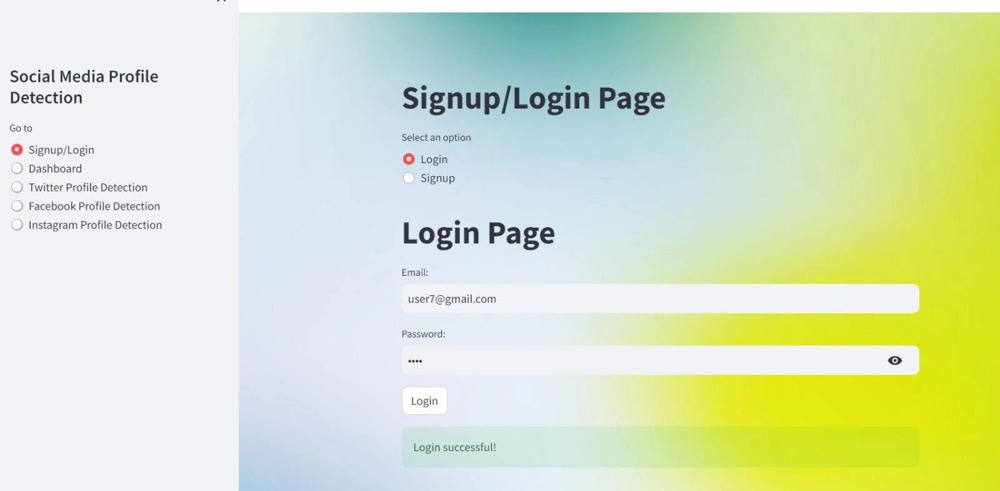 Social Media Profile
Detection
Go to
Signup/Login
Dashboard
Twitter Profile Detection
Facebook Profile Detection
Instagram Profile Detection
Signup/Login Page
Select an option
Login
Signup
Login Page
Email:
user7@gmail.com
Password:
••••
Login
Login successful!